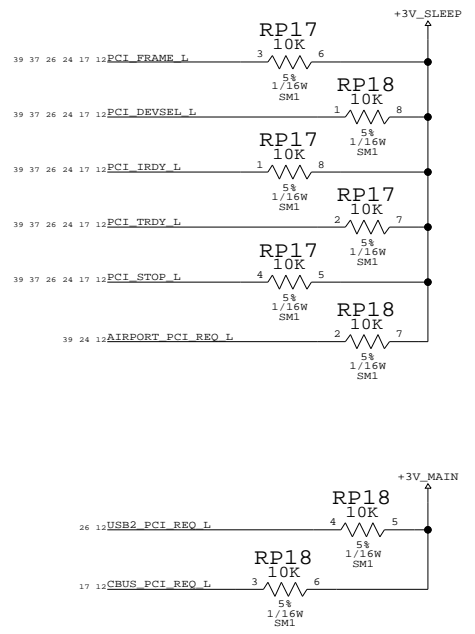 +3V_SLEEP
RP17
10K
39 37 26 24 17 12 PCI_FRAME_L 3 6
5%
1/16W
SM1
RP18
10K
39 37 26 24 17 12 PCI_DEVSEL_L 1 8
5%
1/16W
SM1
RP17
10K
39 37 26 24 17 12 PCI_IRDY_L 1 8
5%
1/16W
SM1
RP17
10K
39 37 26 24 17 12 PCI_TRDY_L 2 7
5%
1/16W
SM1
RP17
10K
39 37 26 24 17 12 PCI_STOP_L 4 5
5%
1/16W
SM1
RP18
10K
39 24 12 AIRPORT_PCI_REQ_L 2 7
5%
1/16W
SM1
+3V_MAIN
RP18
10K
26 12 USB2_PCI_REQ_L 4 5
5%
1/16W
SM1
RP18
10K
17 12 CBUS_PCI_REQ_L 3 6
5%
1/16W
SM1